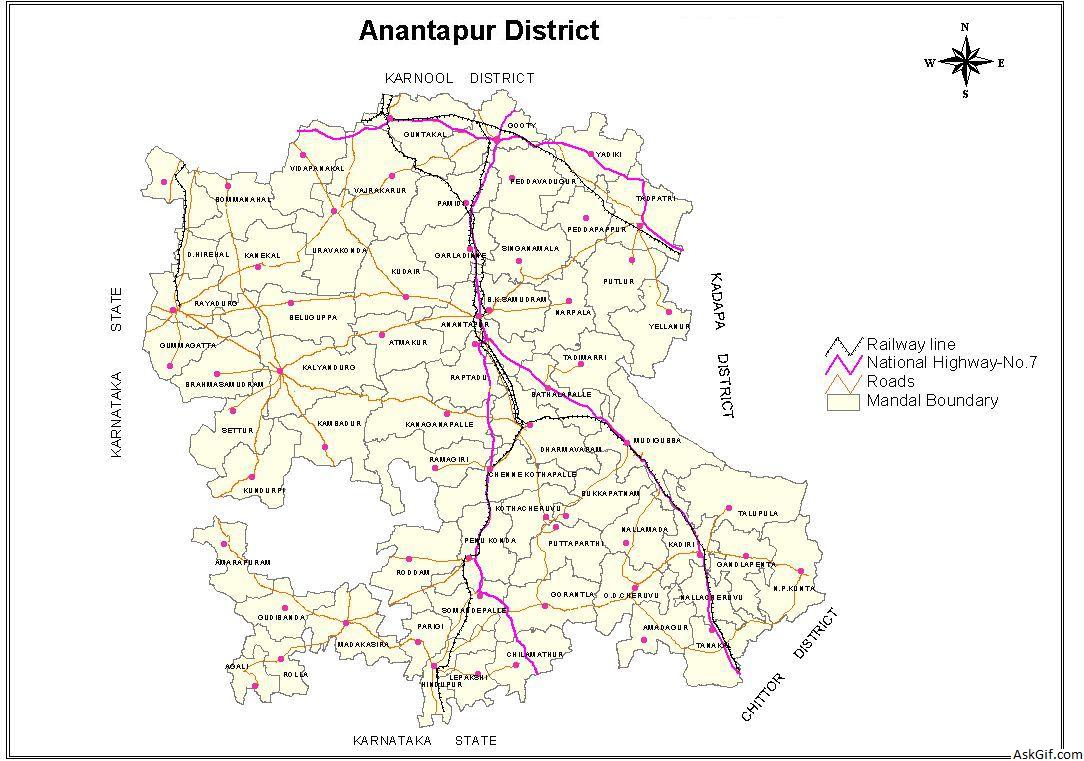 Anantapur District
N
W E
S
KARNOOL DISTRICT
GOOTY
GUNTAKAL
YADIKI
VIDAPANAKAL
PEDDAVADUGUR
VAJRAKARUR
BOMMANAHAL
TADPATRI
PAMIDI
PEDDAPAPPUR
URAVAKONDA
SINGANAMALA
D.HIREHAL
KANEKAL
GARLADINNE
KUDAIR
PUTLUR
RAYADURG
B.K.SAMUDRAM
NARPALA
BELUGUPPA
ANANTAPUR
YELLANUR
GUMMAGATTA
ATMAKUR
TADIMARRI
KALYANDURG
RAPTADU
BRAHMASAMUDRAM
BATHALAPALLE
KADAPA DISTRICT
KARNATAKA STATE
Railway line
National Highway-No.7
Roads
Mandal Boundary
SETTUR
KAMBADUR
KANAGANAPALLE
MUDIGUBBA
DHARMAVARAM
RAMAGIRI
CHENNE KOTHAPALLE
KUNDURPI
BUKKAPATNAM
KOTHACHERUVU
TALUPULA
NALLAMADA
PENUKONDA
PUTTAPARTHI
KADIRI
AMARAPURAM
GANDLAPENTA
RODDAM
N.P.KUNTA
GORANTLA
O.D.CHERUVU
NALLACHERUVU
SOMANDEPALLE
GUDIBANDA
PARIGI
AMADAGUR
MADAKASIRA
TANAKAL
CHILAMATHUR
AGALI
ROLLA
LEPAKSHI
HINDUPUR
CHITTOR DISTRICT
KARNATAKA STATE
AskGif.com